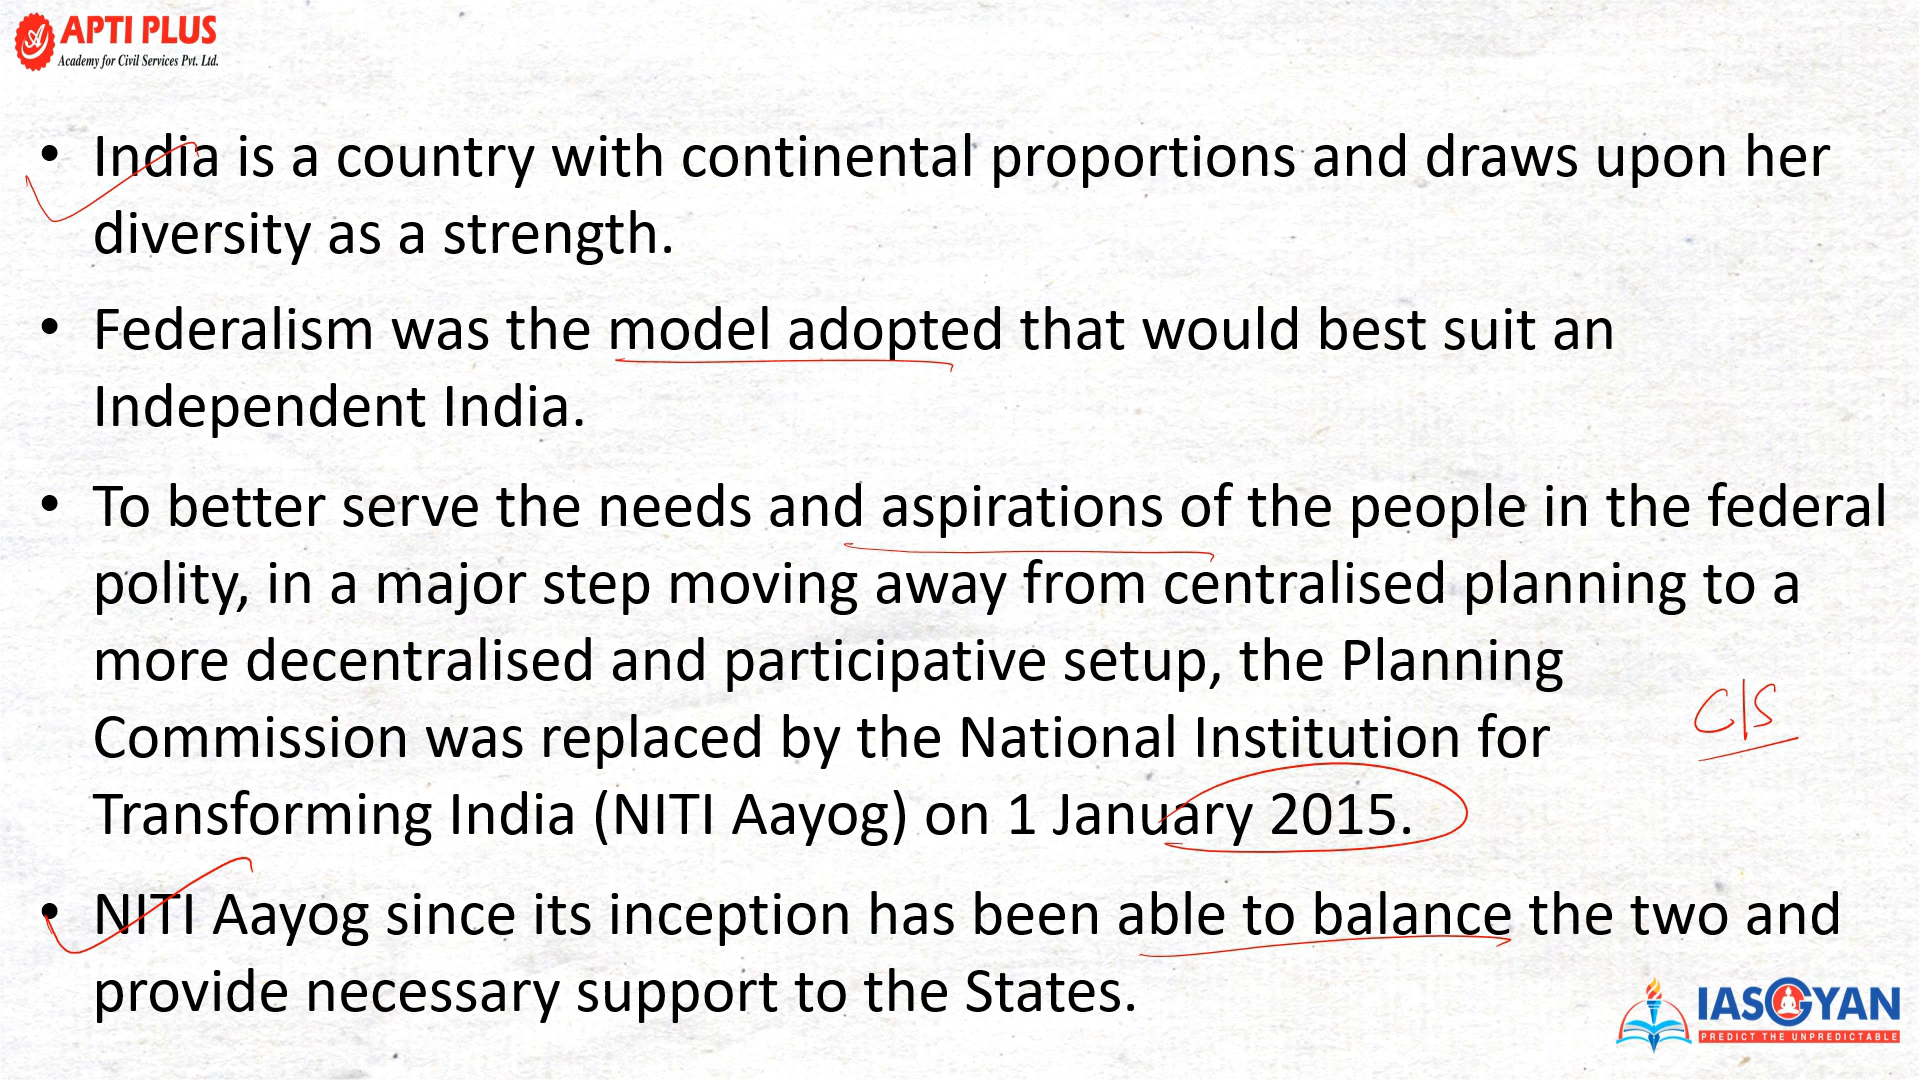 APTI PLUS
Academy for Civil Services Pvt. Ltd.
• India is a country with continental proportions and draws upon her
diversity as a strength.
• Federalism was the model adopted that would best suit an
Independent India.
• To better serve the needs and aspirations of the people in the federal
polity, in a major step moving away from centralised planning to a
more decentralised and participative setup, the Planning
Commission was replaced by the National Institution for
Transforming India (NITI Aayog) on 1 January 2015.
C|S
• NITI Aayog since its inception has been able to balance the two and
provide necessary support to the States.
IASGYAN
PREDICT THE UNPREDICTABLE